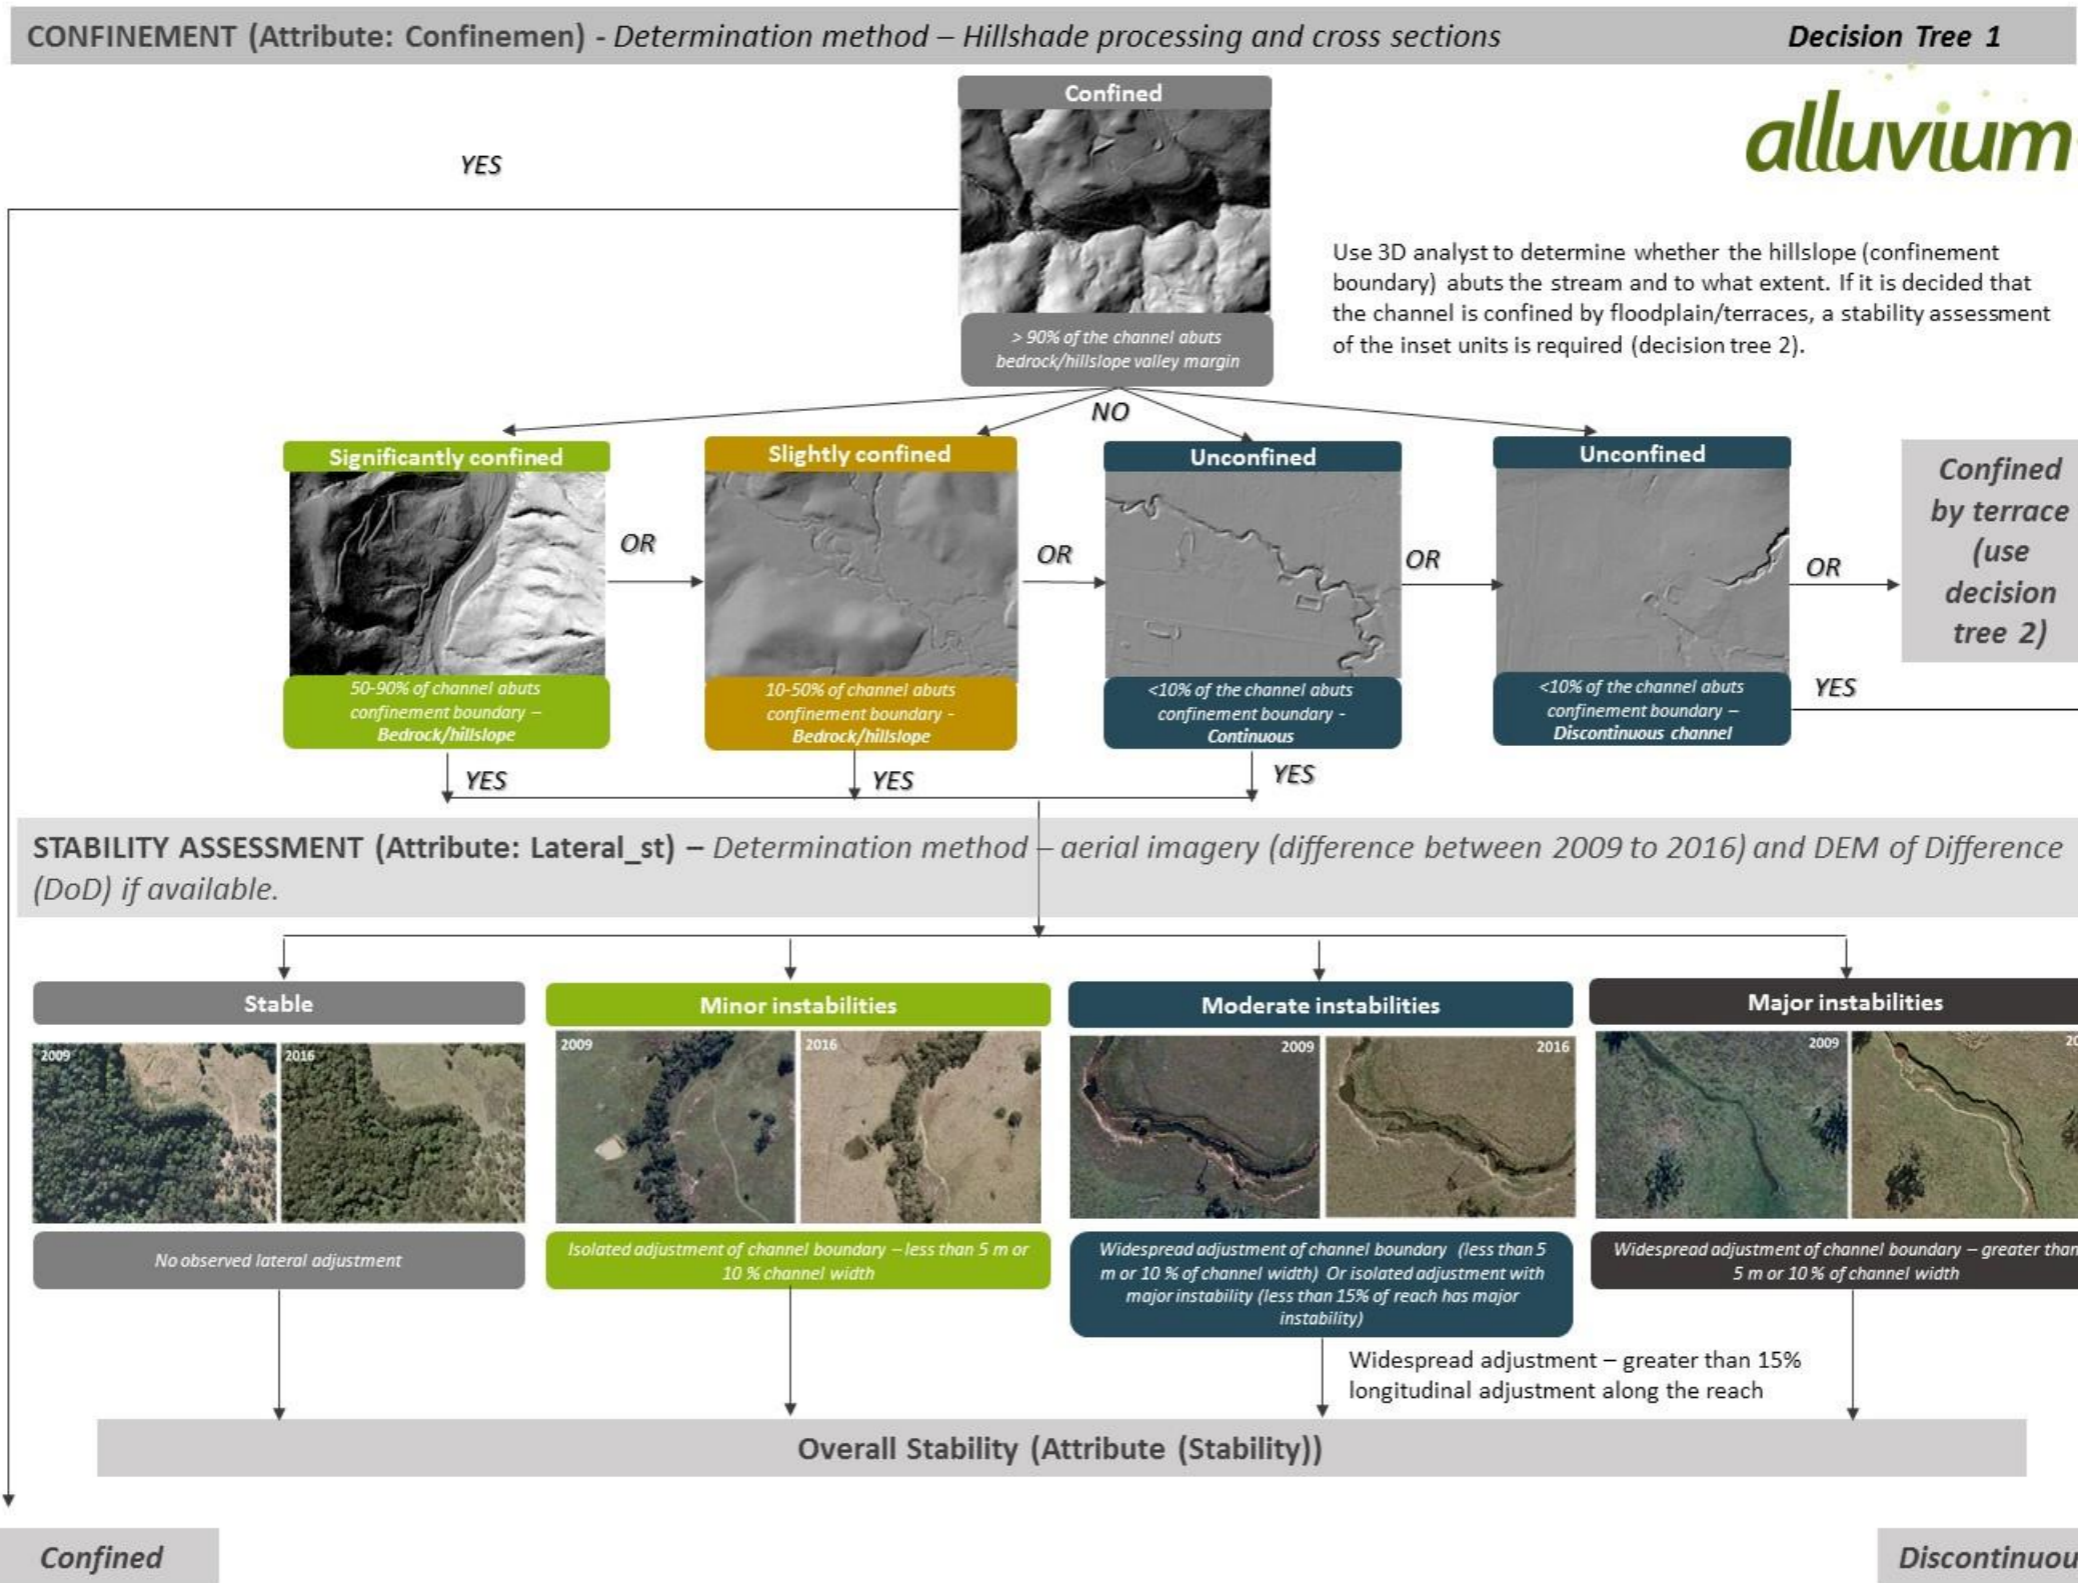 CONFINEMENT (Attribute: Confinemen) - Determination method – Hillshade processing and cross sections
Decision Tree 1
alluvium
Confined
YES
Use 3D analyst to determine whether the hillslope (confinement
boundary) abuts the stream and to what extent. If it is decided that
the channel is confined by floodplain/terraces, a stability assessment
of the inset units is required (decision tree 2).
> 90% of the channel abuts
bedrock/hillslope valley margin
NO
Significantly confined
50-90% of channel abuts
confinement boundary –
Bedrock/hillslope
OR
Slightly confined
10-50% of channel abuts
confinement boundary -
Bedrock/hillslope
OR
Unconfined
<10% of the channel abuts
confinement boundary -
Continuous
OR
Unconfined
<10% of the channel abuts
confinement boundary –
Discontinuous channel
OR
Confined
by terrace
(use
decision
tree 2)
YES
YES
YES
YES
STABILITY ASSESSMENT (Attribute: Lateral_st) – Determination method – aerial imagery (difference between 2009 to 2016) and DEM of Difference
(DoD) if available.
Stable
2009
2016
No observed lateral adjustment
Minor instabilities
2009
2016
Isolated adjustment of channel boundary – less than 5 m or
10 % channel width
Moderate instabilities
2009
2016
Widespread adjustment of channel boundary (less than 5
m or 10 % of channel width) Or isolated adjustment with
major instability (less than 15% of reach has major
instability)
Major instabilities
2009
20
Widespread adjustment of channel boundary – greater than
5 m or 10 % of channel width
Widespread adjustment – greater than 15%
longitudinal adjustment along the reach
Overall Stability (Attribute (Stability))
Confined
Discontinuou